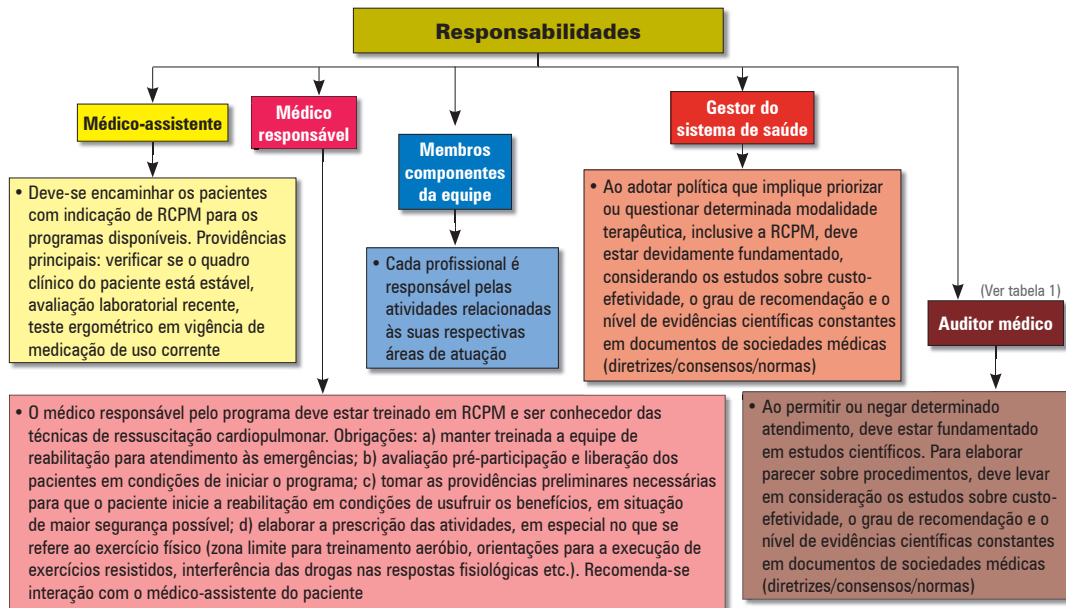 Responsabilidades
Médico-assistente
• Deve-se encaminhar os pacientes
com indicação de RCPM para os
programas disponíveis. Providências
principais: verificar se o quadro
clínico do paciente está estável,
avaliação laboratorial recente,
teste ergométrico em vigência de
medicação de uso corrente
Médico
responsável
• O médico responsável pelo programa deve estar treinado em RCPM e ser conhecedor das
técnicas de ressuscitação cardiopulmonar. Obrigações: a) manter treinada a equipe de
reabilitação para atendimento às emergências; b) avaliação pré-participação e liberação dos
pacientes em condições de iniciar o programa; c) tomar as providências preliminares necessárias
para que o paciente inicie a reabilitação em condições de usufruir os benefícios, em situação
de maior segurança possível; d) elaborar a prescrição das atividades, em especial no que se
refere ao exercício físico (zona limite para treinamento aeróbio, orientações para a execução de
exercícios resistidos, interferência das drogas nas respostas fisiológicas etc.). Recomenda-se
interação com o médico-assistente do paciente
Membros
componentes
da equipe
• Cada profissional é
responsável pelas
atividades relacionadas
às suas respectivas
áreas de atuação
Gestor do
sistema de saúde
• Ao adotar política que implique priorizar
ou questionar determinada modalidade
terapêutica, inclusive a RCPM, deve
estar devidamente fundamentado,
considerando os estudos sobre custo-
efetividade, o grau de recomendação e o
nível de evidências científicas constantes
em documentos de sociedades médicas
(diretrizes/consensos/normas)
(Ver tabela 1)
Auditor médico
• Ao permitir ou negar determinado
atendimento, deve estar fundamentado
em estudos científicos. Para elaborar
parecer sobre procedimentos, deve levar
em consideração os estudos sobre custo-
efetividade, o grau de recomendação e o
nível de evidências científicas constantes
em documentos de sociedades médicas
(diretrizes/consensos/normas)